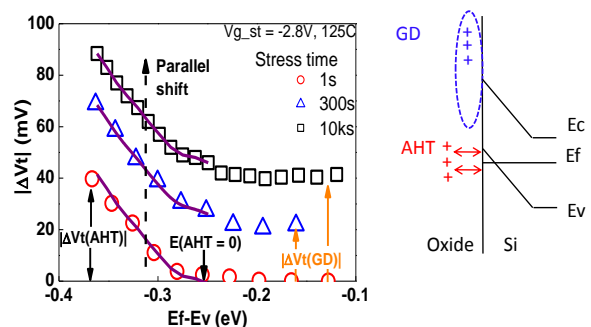 Vg_st = -2.8V, 125C
Stress time
1s
300s
10ks
Parallel
shift
|ΔVt(AHT)|
E(AHT = 0)
|ΔVt(GD)|
100
80
60
40
20
0
|ΔVt| (mV)
-0.4
-0.3
-0.2
-0.1
Ef-Ev (eV)
GD
+
+
+
AHT
+
+
+
Ec
Ef
Ev
Oxide
Si